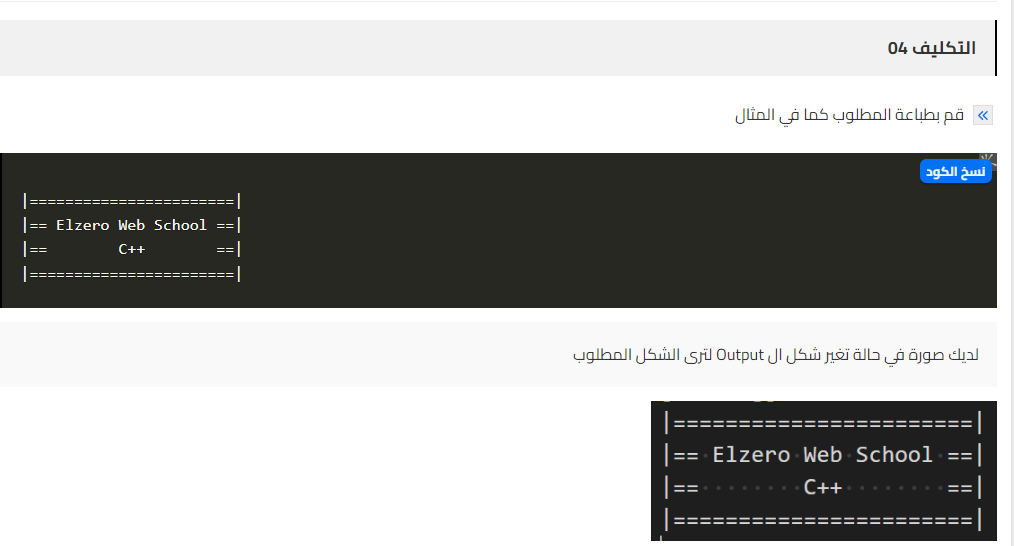 التكليف 04
» قم بطباعة المطلوب كما في المثال
نسخ الكود
|=======================|
|== Elzero Web School ==|
|==        C++        ==|
|=======================|
لديك صورة في حالة تغير شكل ال Output لترى الشكل المطلوب
|=======================|
|== Elzero Web School ==|
|==        C++        ==|
|=======================|